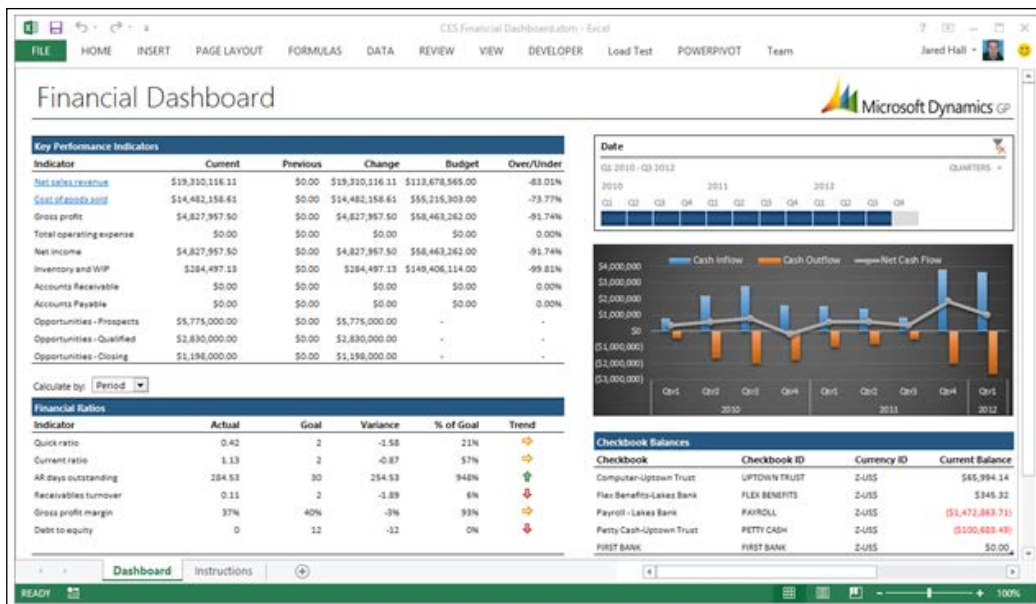 CES Financial Dashboard.xlsm - Excel
FILE HOME INSERT PAGE LAYOUT FORMULAS DATA REVIEW VIEW DEVELOPER Load Test POWERPIVOT Team Jared Hall
Financial Dashboard
Microsoft Dynamics GP
Key Performance Indicators
Indicator Current Previous Change Budget Over/Under
Net sales revenue $19,310,116.11 $0.00 $19,310,116.11 $113,678,565.00 -83.01%
Cost of goods sold $14,482,158.61 $0.00 $14,482,158.61 $55,215,303.00 -73.77%
Gross profit $4,827,957.50 $0.00 $4,827,957.50 $58,463,262.00 -91.74%
Total operating expense $0.00 $0.00 $0.00 $0.00 0.00%
Net income $4,827,957.50 $0.00 $4,827,957.50 $58,463,262.00 -91.74%
Inventory and WIP $284,497.13 $0.00 $284,497.13 $149,406,114.00 -99.81%
Accounts Receivable $0.00 $0.00 $0.00 $0.00 0.00%
Accounts Payable $0.00 $0.00 $0.00 $0.00 0.00%
Opportunities - Prospects $5,775,000.00 $0.00 $5,775,000.00 - -
Opportunities - Qualified $2,830,000.00 $0.00 $2,830,000.00 - -
Opportunities - Closing $1,198,000.00 $0.00 $1,198,000.00 - -
Calculate by: Period
Financial Ratios
Indicator Actual Goal Variance % of Goal Trend
Quick ratio 0.42 2 -1.58 21%
Current ratio 1.13 2 -0.87 57%
AR days outstanding 284.53 30 254.53 948%
Receivables turnover 0.11 2 -1.89 6%
Gross profit margin 37% 40% -3% 93%
Debt to equity 0 12 -12 0%
Date
Q1 2010 - Q3 2012 QUARTERS
2010 2011 2012
Q1 Q2 Q3 Q4 Q1 Q2 Q3 Q4 Q1 Q2 Q3 Q4
Cash Inflow Cash Outflow Net Cash Flow
$4,000,000
$3,000,000
$2,000,000
$1,000,000
$0
($1,000,000)
($2,000,000)
($3,000,000)
Qtr1 Qtr2 Qtr3 Qtr4 Qtr1 Qtr2 Qtr3 Qtr4 Qtr1
2010 2011 2012
Checkbook Balances
Checkbook Checkbook ID Currency ID Current Balance
Computer-Uptown Trust UPTOWN TRUST Z-US$ $65,994.14
Flex Benefits-Lakes Bank FLEX BENEFITS Z-US$ $345.32
Payroll - Lakes Bank PAYROLL Z-US$ ($1,472,863.71)
Petty Cash-Uptown Trust PETTY CASH Z-US$ ($100,683.49)
FIRST BANK FIRST BANK Z-US$ $0.00
Dashboard Instructions
READY 100%